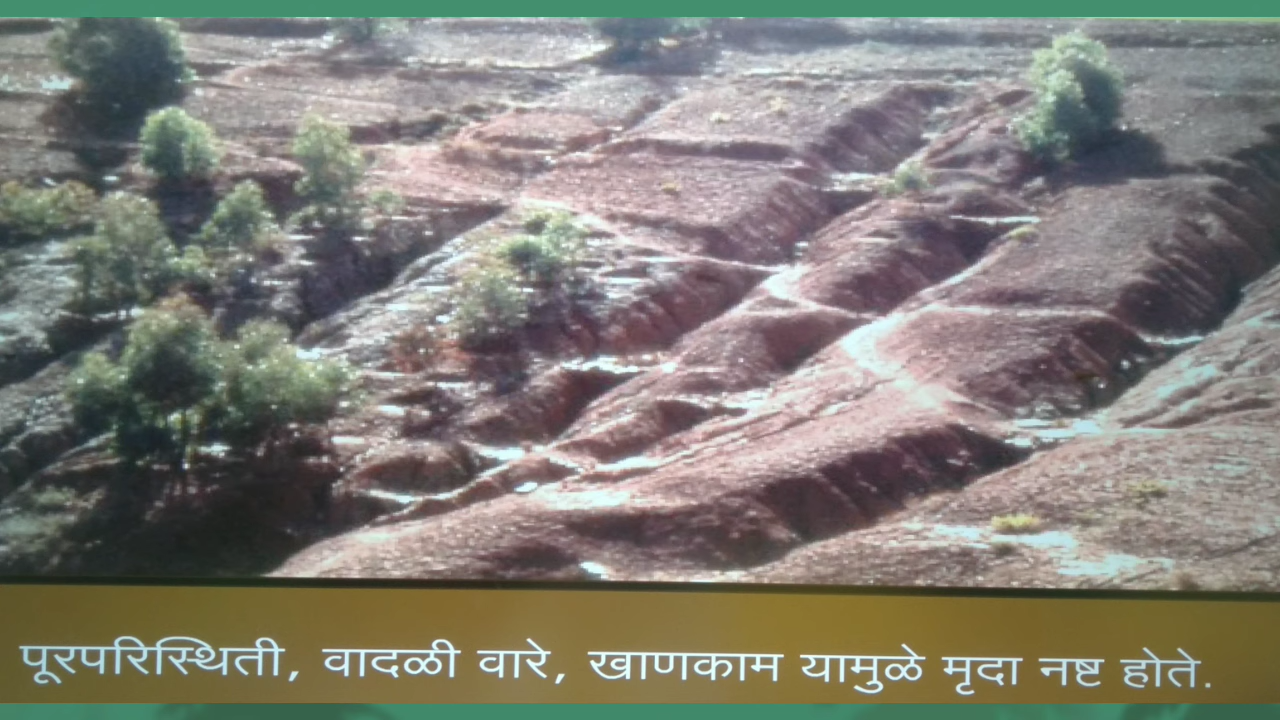 पूरपरिस्थिती, वादळी वारे, खाणकाम यामुळे मृदा नष्ट होते.